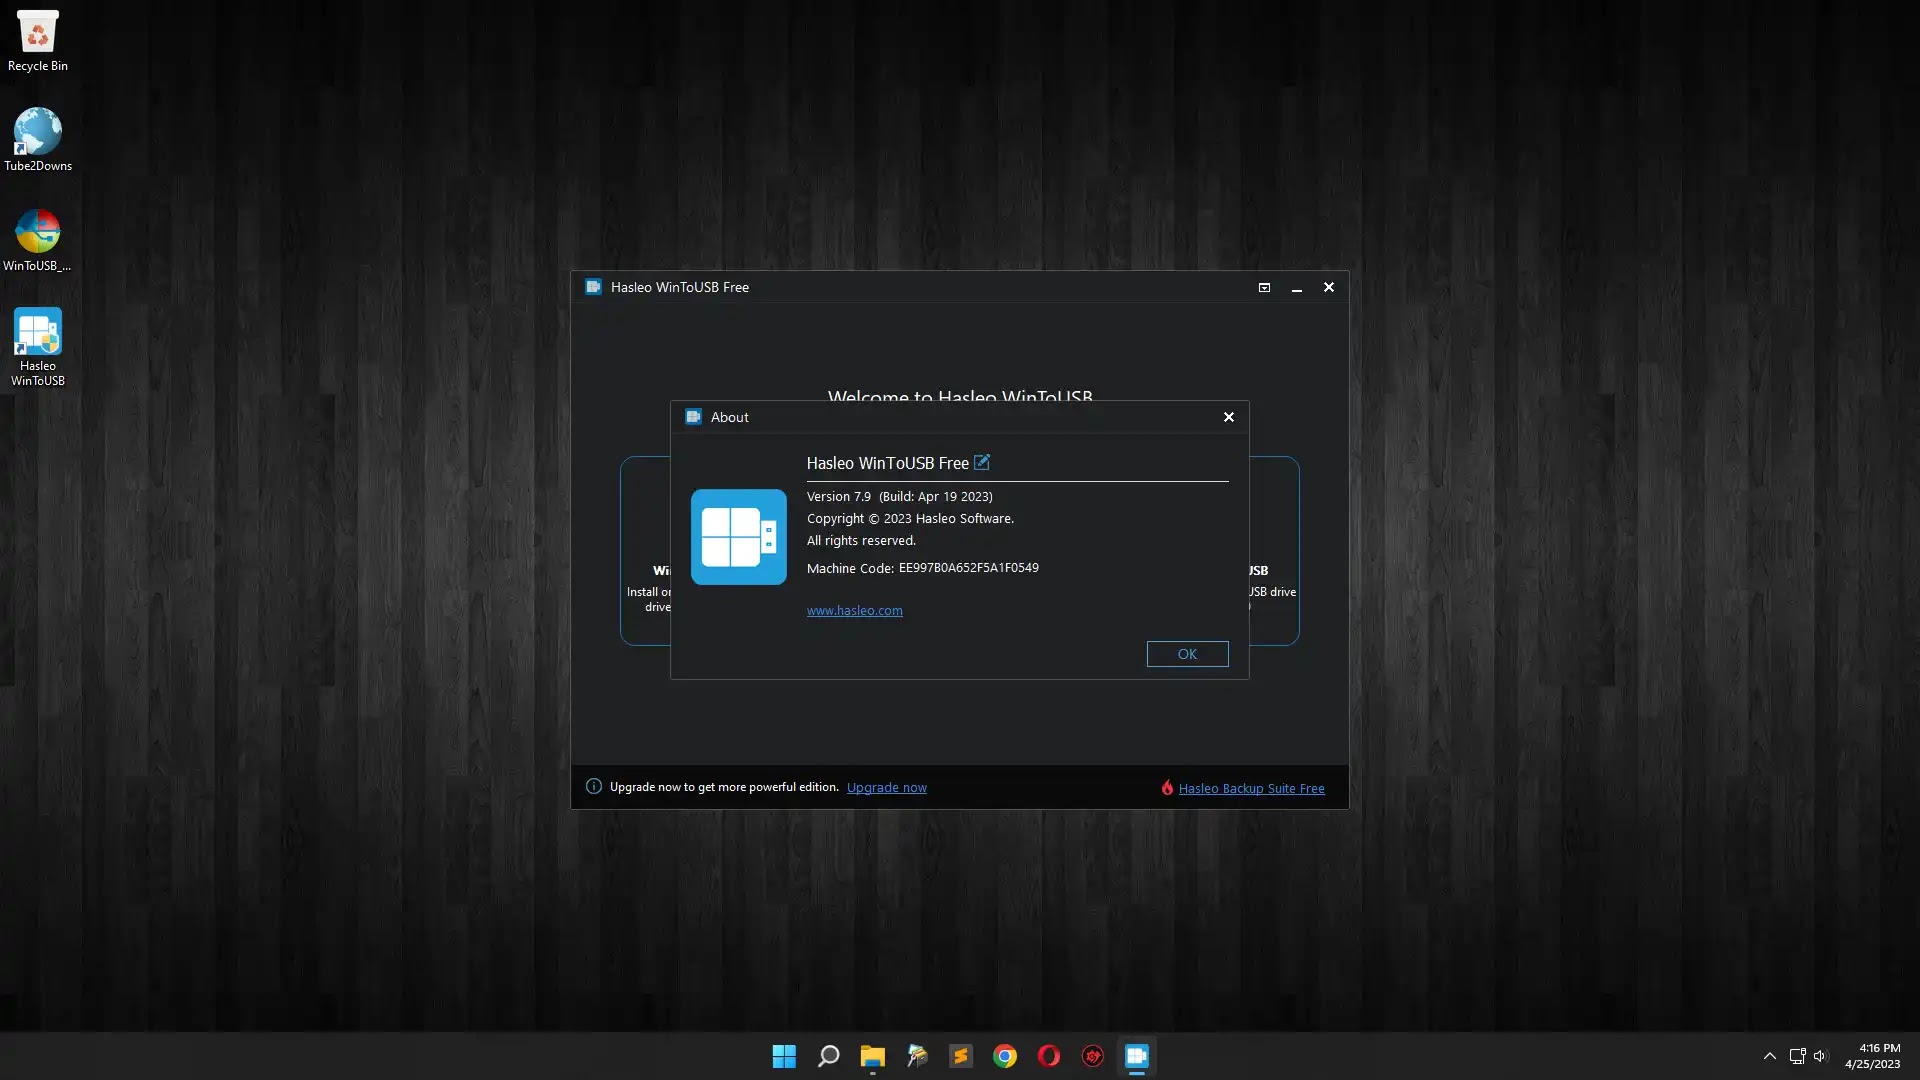 Recycle Bin
Tube2Downs
WinToUSB_...
Hasleo
WinToUSB
Hasleo WinToUSB Free
Welcome to Hasleo WinToUSB
About
Hasleo WinToUSB Free
Version 7.9 (Build: Apr 19 2023)
Copyright © 2023 Hasleo Software.
All rights reserved.
Machine Code: EE997B0A652F5A1F0549
www.hasleo.com
OK
Install
drive
USB drive
Upgrade now to get more powerful edition. Upgrade now
Hasleo Backup Suite Free
4:16 PM
4/25/2023